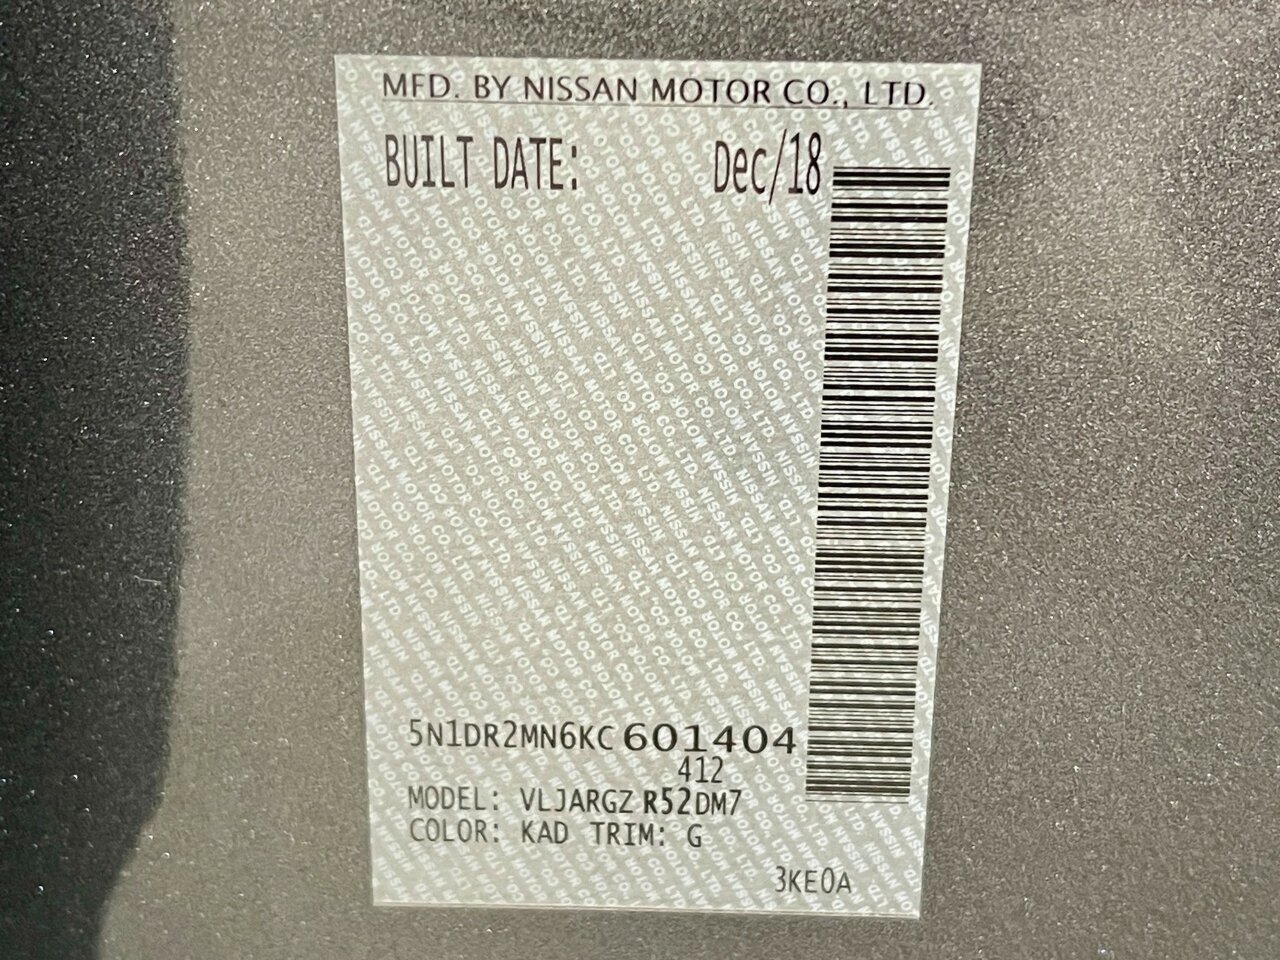 MFD. BY NISSAN MOTOR CO., LTD.
BUILT DATE: Dec/18
5N1DR2MN6KC601404
412
MODEL: VLJARGZ R52DM7
COLOR: KAD TRIM: G
3KE0A